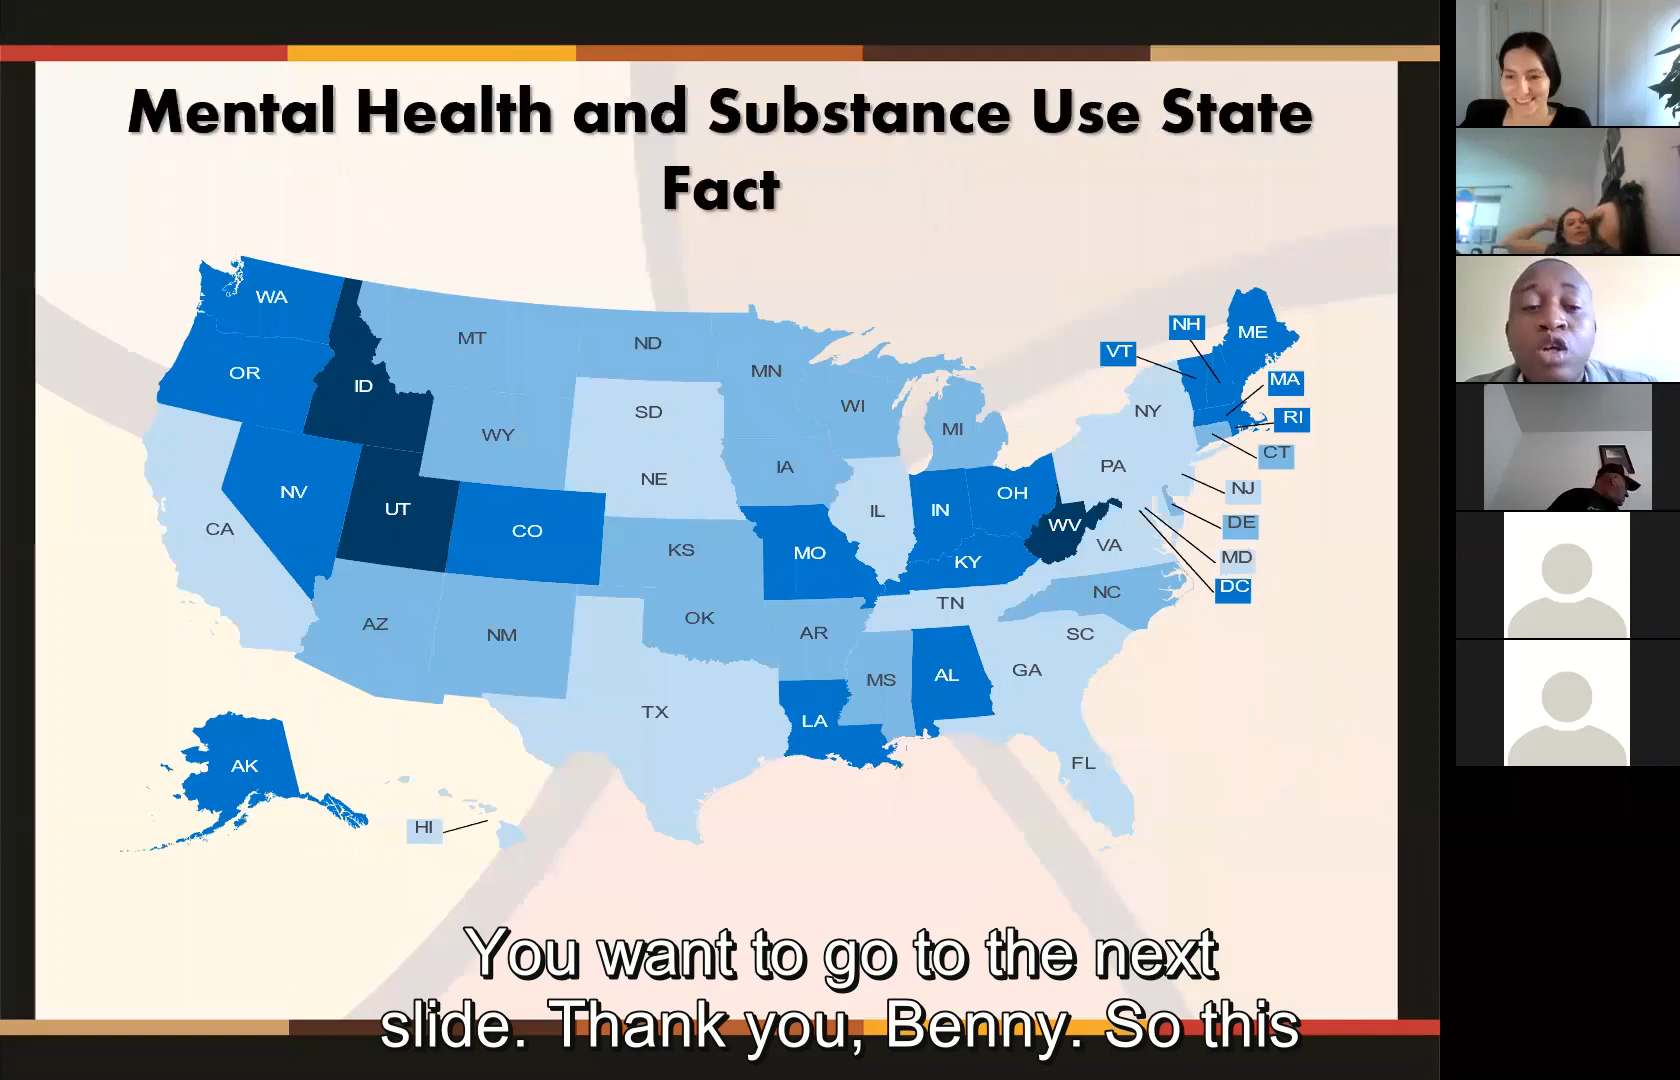 Mental Health and Substance Use State
Fact
WA
MT
ND
OR
ID
MN
SD
WY
WI
MI
IA
NE
NV
UT
CO
CA
KS
MO
IL
IN
OH
KY
WV
VA
PA
NY
VT
NH
ME
MA
RI
CT
NJ
DE
MD
DC
AZ
NM
OK
AR
TN
NC
SC
MS
AL
GA
TX
LA
FL
AK
HI
You want to go to the next
slide. Thank you, Benny. So this